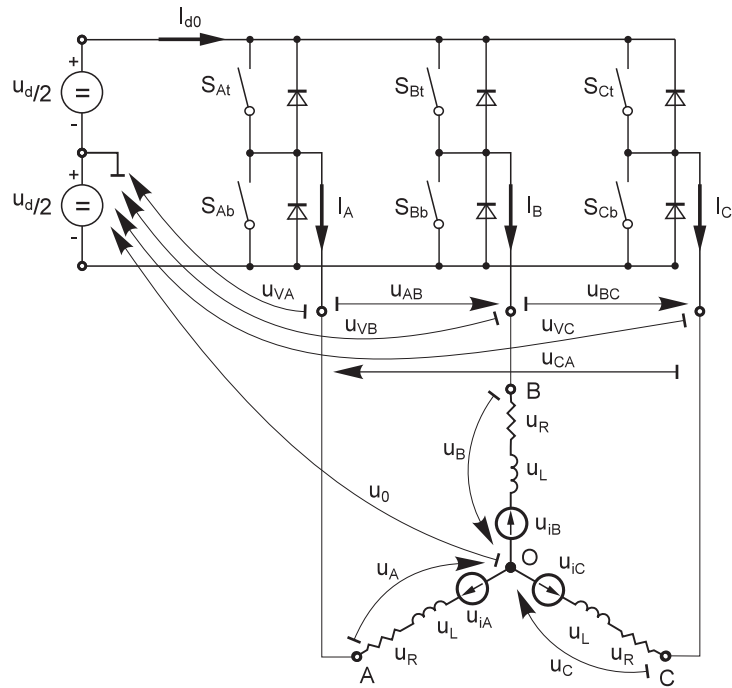 I_d0
+
u_d/2
=
-
S_At
S_Bt
S_Ct
+
u_d/2
=
-
S_Ab
I_A
S_Bb
I_B
S_Cb
I_C
u_VA
u_AB
u_BC
u_VB
u_VC
u_CA
B
u_R
u_B
u_L
u_0
u_iB
O
u_A
u_iC
u_iA
u_L
u_L
u_R
u_C
u_R
A
C